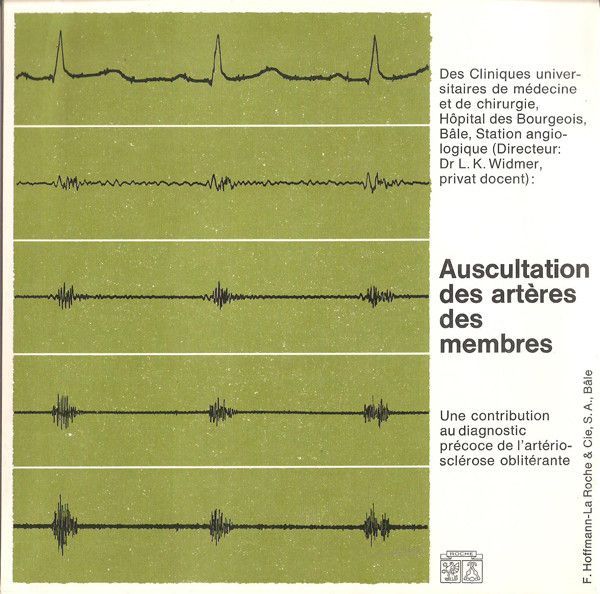 Des Cliniques univer-
sitaires de médecine
et de chirurgie,
Hôpital des Bourgeois,
Bâle, Station angio-
logique (Directeur:
Dr L. K. Widmer,
privat docent):
Auscultation
des artères
des
membres
Une contribution
au diagnostic
précoce de l'artério-
sclérose oblitérante
ROCHE
F. Hoffmann-La Roche & Cie, S. A., Bâle